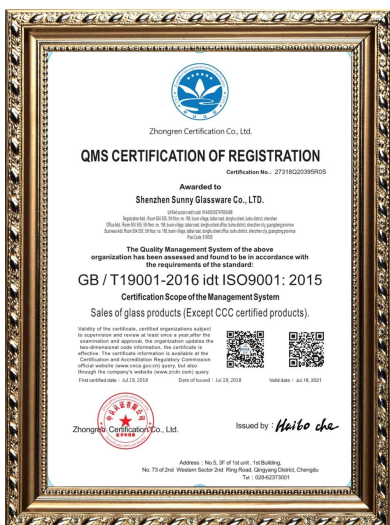 Zhongren Certification Co., Ltd.
QMS CERTIFICATION OF REGISTRATION
Certification No.: 27318Q20395R0S
Awarded to
Shenzhen Sunny Glassware Co., LTD.
The Quality Management System of the above
organization has been assessed and found to be in accordance with
the requirements of the standard:
GB / T19001-2016 idt ISO9001: 2015
Certification Scope of the Management System
Sales of glass products (Except CCC certified products).
Validity of the certificate, certified organizations subject
to supervision and review at least once a year,after the
examination and approval, the organization updates the
two-dimensional code information, the certificate is
effective. The certificate information is available at the
Certification and Accreditation Regulatory Commission
official website (www.cnca.gov.cn) query, but also
through the company's website (www.zrcln.com) query.
First certified date : Jul.19, 2018 Date of Issued : Jul.19, 2018 Valid date : Jul.18, 2021
Zhongren Certification Co., Ltd.
Issued by : Haibo che
Address : No.5, 3F of 1st unit , 1st Building,
No. 73 of 2nd Western Sector 2nd Ring Road, Qingyang District, Chengdu
Tel : 028-62373001